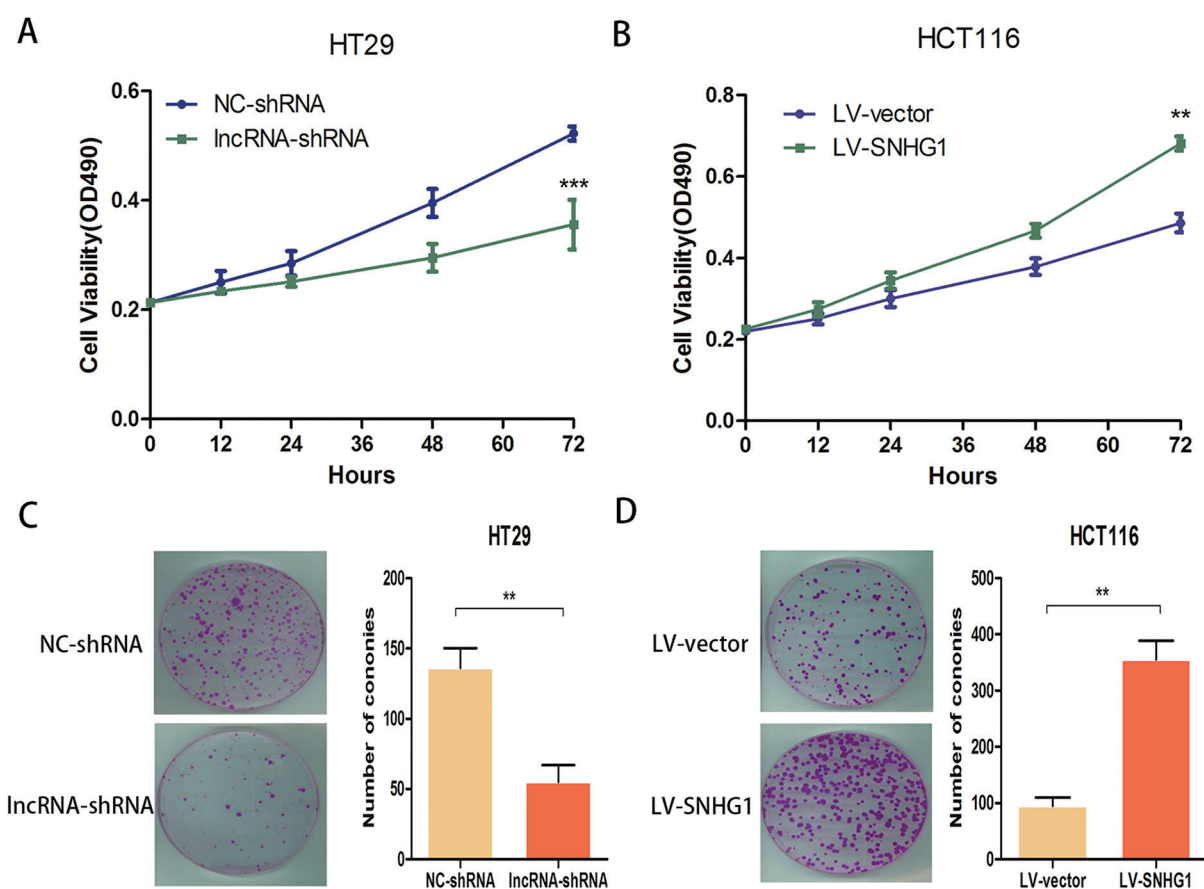 A
HT29
NC-shRNA
lncRNA-shRNA
***
Cell Viability(OD490)
0.6
0.4
0.2
0.0
0 12 24 36 48 60 72
Hours
B
HCT116
LV-vector
LV-SNHG1
**
Cell Viability(OD490)
0.8
0.6
0.4
0.2
0.0
0 12 24 36 48 60 72
Hours
C
NC-shRNA
lncRNA-shRNA
HT29
**
Number of cononies
200
150
100
50
0
NC-shRNA lncRNA-shRNA
D
LV-vector
LV-SNHG1
HCT116
**
Number of cononies
500
400
300
200
100
0
LV-vector LV-SNHG1